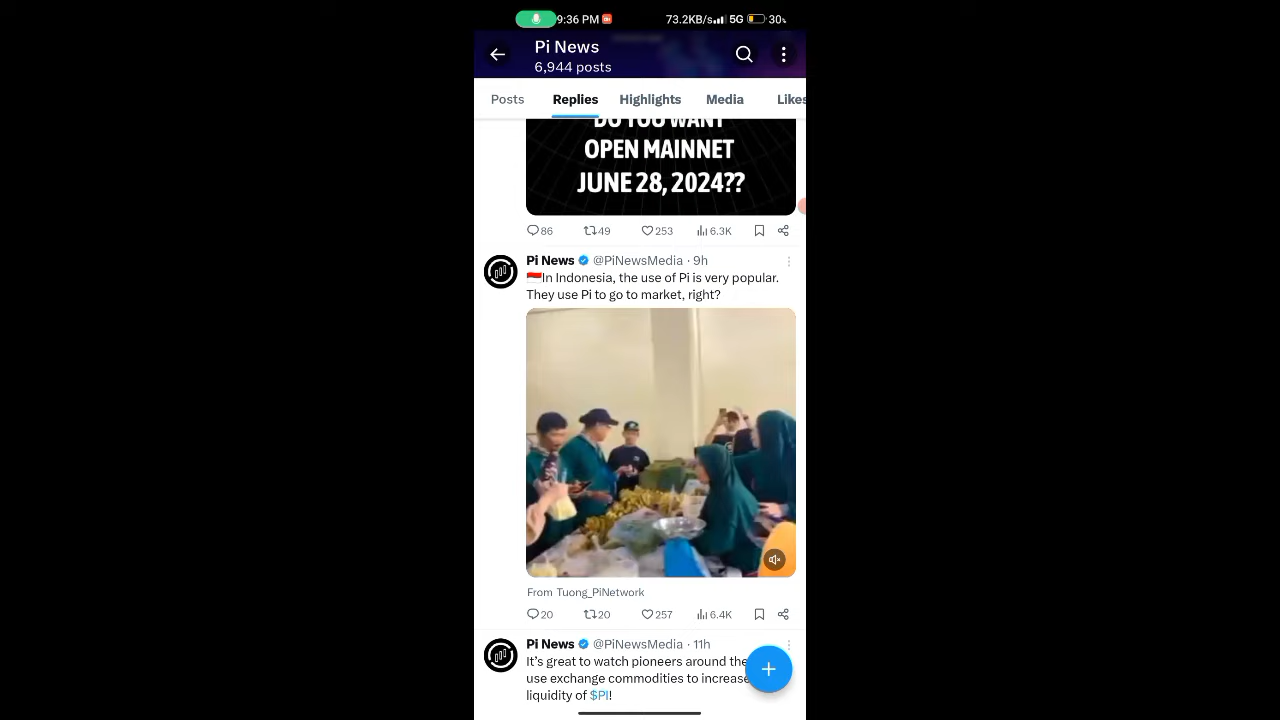 9:36 PM 73.2KB/s 5G 30%
Pi News
6,944 posts
Posts Replies Highlights Media Likes
DO YOU WANT
OPEN MAINNET
JUNE 28, 2024??
86 49 253 6.3K
Pi News @PiNewsMedia · 9h
🇮🇩In Indonesia, the use of Pi is very popular.
They use Pi to go to market, right?
From Tuong_PiNetwork
20 20 257 6.4K
Pi News @PiNewsMedia · 11h
It's great to watch pioneers around the
use exchange commodities to increase
liquidity of $PI!